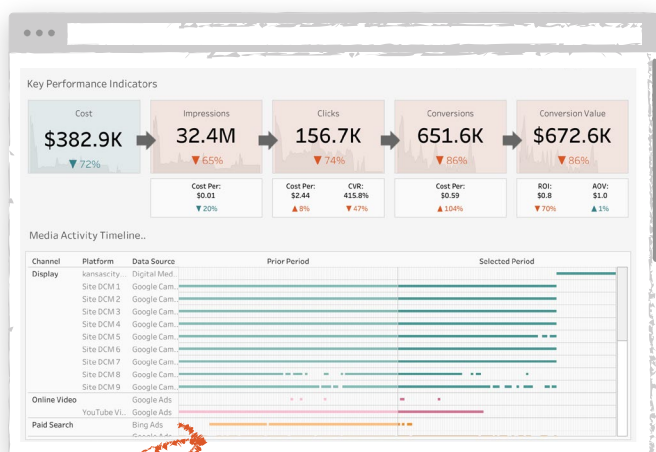 Key Performance Indicators
Cost
$382.9K
▼ 72%
Impressions
32.4M
▼ 65%
Cost Per:
$0.01
▼ 20%
Clicks
156.7K
▼ 74%
Cost Per: CVR:
$2.44 415.8%
▲ 8% ▼ 47%
Conversions
651.6K
▼ 86%
Cost Per:
$0.59
▲ 104%
Conversion Value
$672.6K
▼ 86%
ROI: AOV:
$0.8 $1.0
▼ 70% ▲ 1%
Media Activity Timeline..
Channel Platform Data Source Prior Period Selected Period
Display kansascity... Digital Med..
Site DCM 1 Google Cam..
Site DCM 2 Google Cam..
Site DCM 3 Google Cam..
Site DCM 4 Google Cam..
Site DCM 5 Google Cam..
Site DCM 6 Google Cam..
Site DCM 7 Google Cam..
Site DCM 8 Google Cam..
Site DCM 9 Google Cam..
Online Video Google Ads
YouTube Vi.. Google Ads
Paid Search Bing Ads
Google Ads